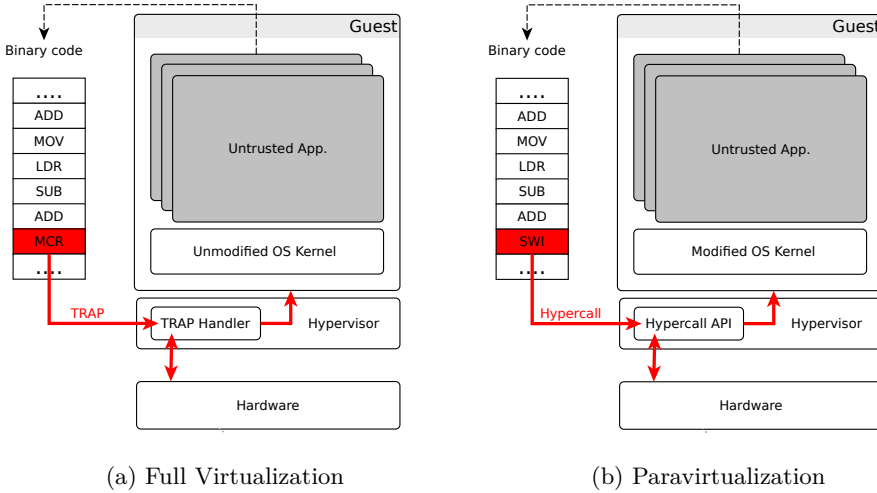 Guest
Binary code
....
ADD
MOV
LDR
SUB
ADD
MCR
....
Untrusted App.
Unmodified OS Kernel
TRAP
TRAP Handler
Hypervisor
Hardware
(a) Full Virtualization
Guest
Binary code
....
ADD
MOV
LDR
SUB
ADD
SWI
....
Untrusted App.
Modified OS Kernel
Hypercall
Hypercall API
Hypervisor
Hardware
(b) Paravirtualization